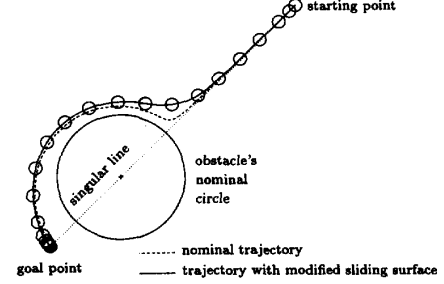 starting point
singular line
obstacle's
nominal
circle
nominal trajectory
goal point
trajectory with modified sliding surface